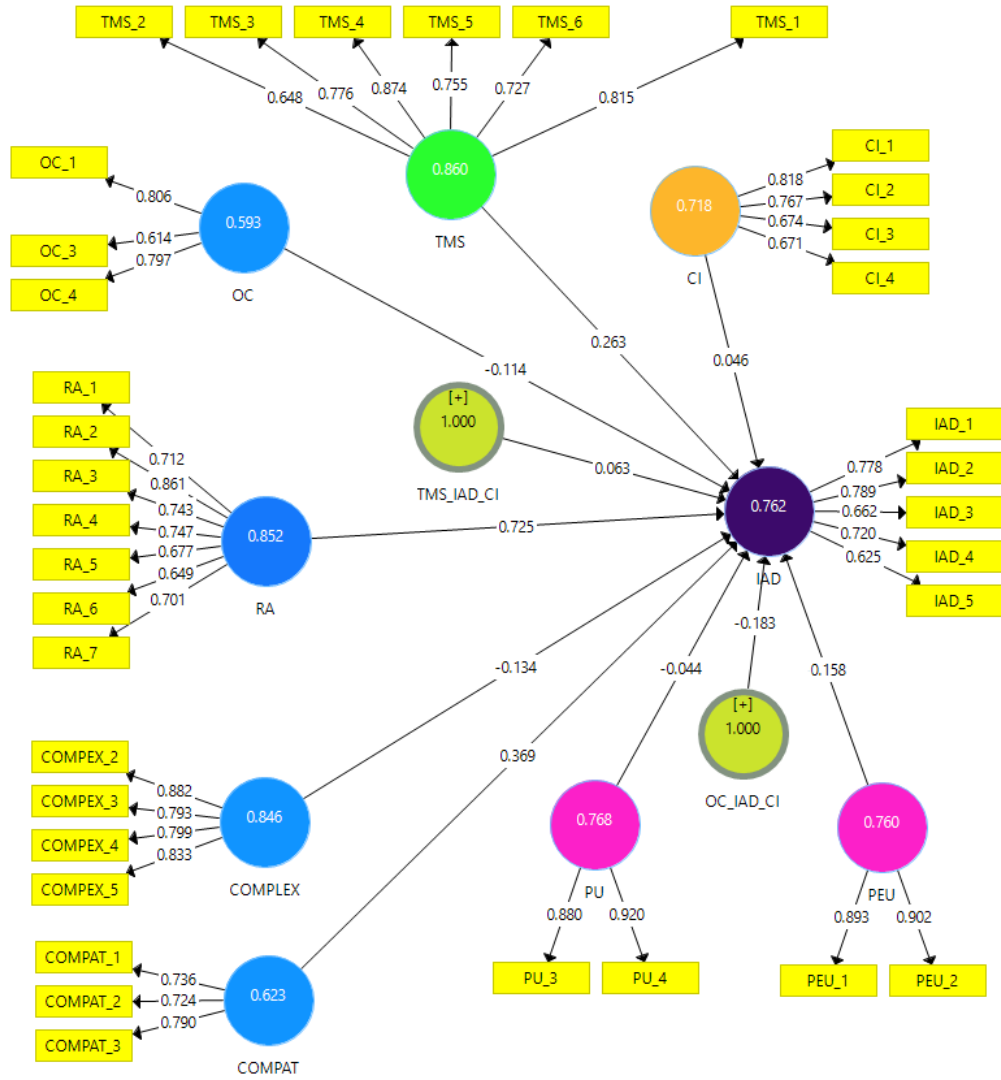 TMS_2 TMS_3 TMS_4 TMS_5 TMS_6 TMS_1
0.648 0.776 0.874 0.755 0.727 0.815
0.860
TMS
OC_1
OC_3
OC_4
0.806
0.614
0.797
0.593
OC
CI_1
CI_2
CI_3
CI_4
0.818
0.767
0.674
0.671
0.718
CI
0.263
0.046
-0.114
[+]
1.000
TMS_IAD_CI
0.063
RA_1
RA_2
RA_3
RA_4
RA_5
RA_6
RA_7
0.712
0.861
0.743
0.747
0.677
0.649
0.701
0.852
RA
0.725
0.762
IAD
IAD_1
IAD_2
IAD_3
IAD_4
IAD_5
0.778
0.789
0.662
0.720
0.625
-0.134
-0.044
-0.183
0.158
0.369
[+]
1.000
OC_IAD_CI
COMPEX_2
COMPEX_3
COMPEX_4
COMPEX_5
0.882
0.793
0.799
0.833
0.846
COMPLEX
0.768
PU
0.880 0.920
PU_3 PU_4
0.760
PEU
0.893 0.902
PEU_1 PEU_2
COMPAT_1
COMPAT_2
COMPAT_3
0.736
0.724
0.790
0.623
COMPAT